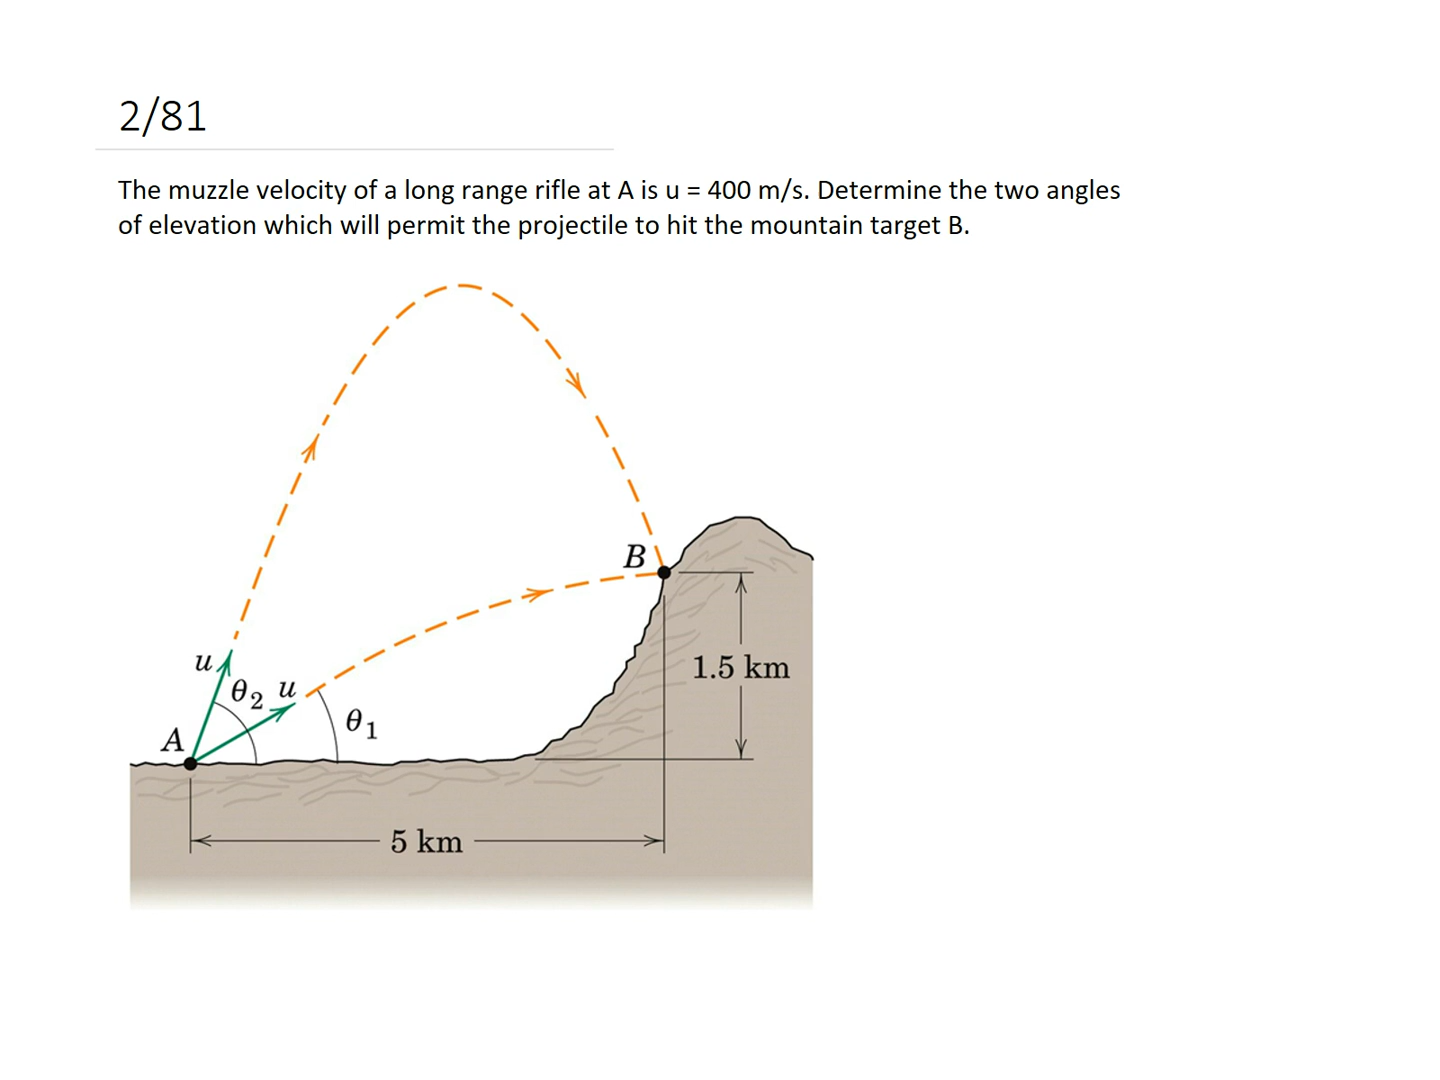 2/81
The muzzle velocity of a long range rifle at A is u = 400 m/s. Determine the two angles
of elevation which will permit the projectile to hit the mountain target B.
B
1.5 km
u
θ₂
u
θ₁
A
5 km